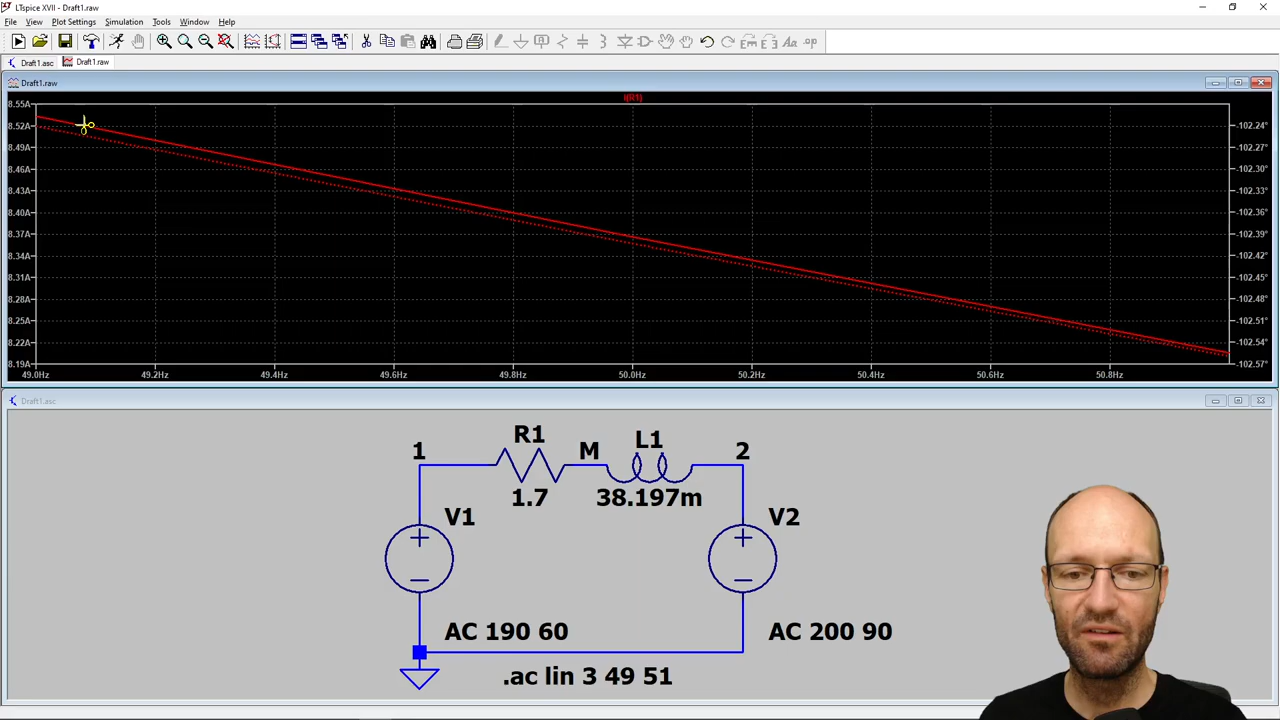 LTspice XVII - Draft1.raw
File View Plot Settings Simulation Tools Window Help
Draft1.asc Draft1.raw
Draft1.raw
I(R1)
8.55A
8.52A -102.24°
8.49A -102.27°
8.46A -102.30°
8.43A -102.33°
8.40A -102.36°
8.37A -102.39°
8.34A -102.42°
8.31A -102.45°
8.28A -102.48°
8.25A -102.51°
8.22A -102.54°
8.19A -102.57°
49.0Hz 49.2Hz 49.4Hz 49.6Hz 49.8Hz 50.0Hz 50.2Hz 50.4Hz 50.6Hz 50.8Hz
Draft1.asc
R1 L1
1 M 2
1.7 38.197m
V1 V2
AC 190 60 AC 200 90
.ac lin 3 49 51